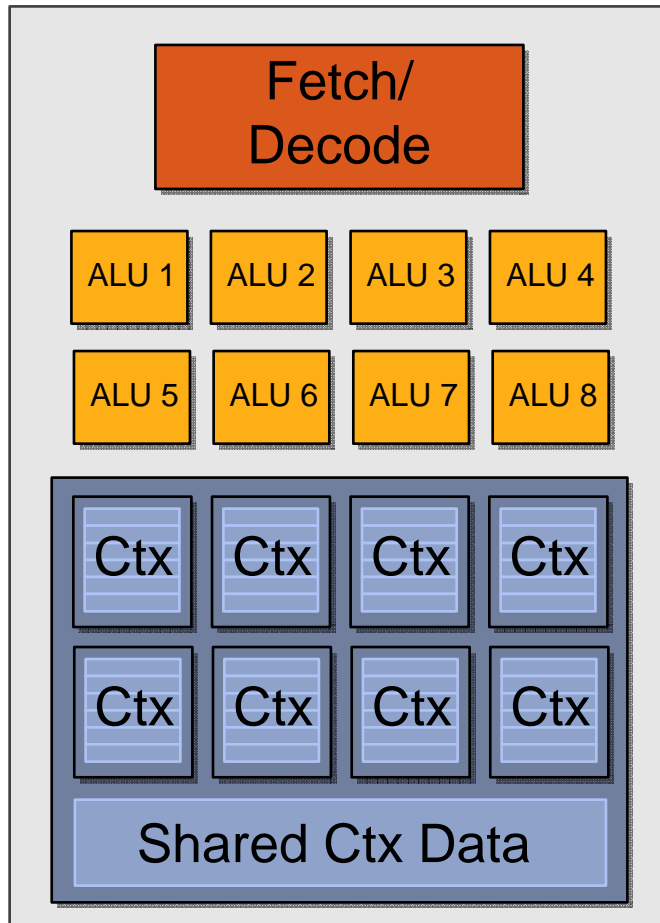 Fetch/
Decode
ALU 1 ALU 2 ALU 3 ALU 4
ALU 5 ALU 6 ALU 7 ALU 8
Ctx Ctx Ctx Ctx
Ctx Ctx Ctx Ctx
Shared Ctx Data